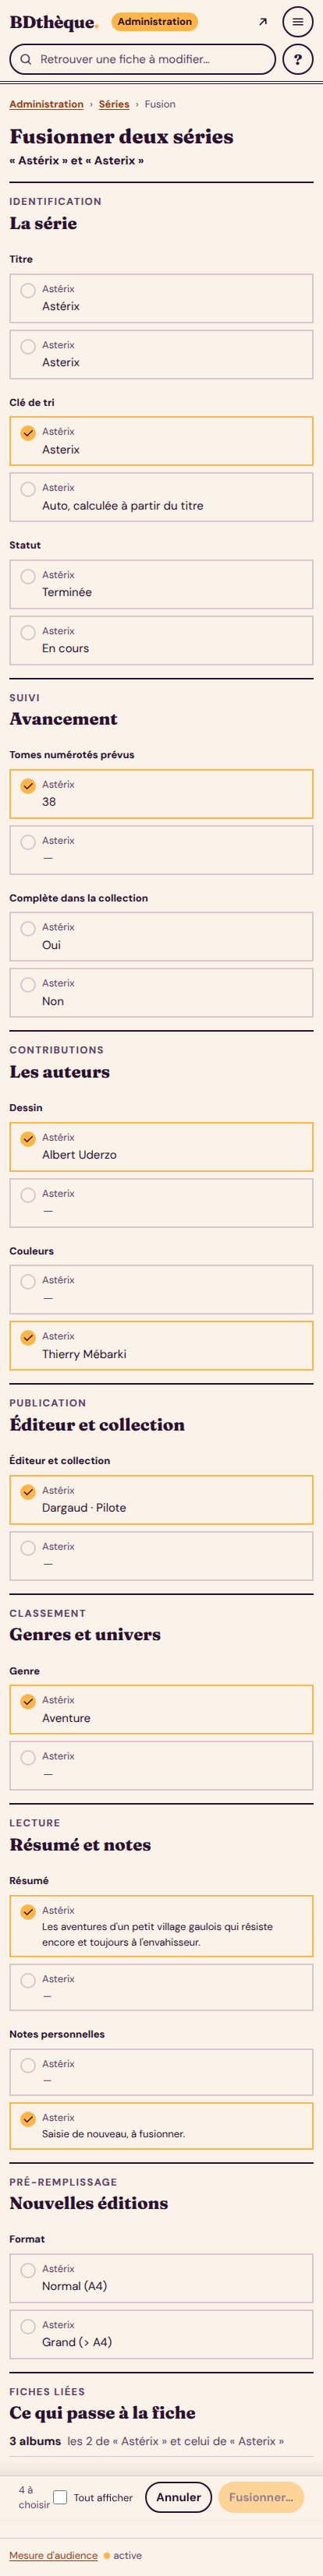 BDthèque.
Administration
Retrouver une fiche à modifier…
?
Administration › Séries › Fusion
Fusionner deux séries
« Astérix » et « Asterix »
IDENTIFICATION
La série
Titre
Astérix
Astérix
Asterix
Asterix
Clé de tri
Astérix
Asterix
Asterix
Auto, calculée à partir du titre
Statut
Astérix
Terminée
Asterix
En cours
SUIVI
Avancement
Tomes numérotés prévus
Astérix
38
Asterix
—
Complète dans la collection
Astérix
Oui
Asterix
Non
CONTRIBUTIONS
Les auteurs
Dessin
Astérix
Albert Uderzo
Asterix
—
Couleurs
Astérix
—
Asterix
Thierry Mébarki
PUBLICATION
Éditeur et collection
Éditeur et collection
Astérix
Dargaud · Pilote
Asterix
—
CLASSEMENT
Genres et univers
Genre
Astérix
Aventure
Asterix
—
LECTURE
Résumé et notes
Résumé
Astérix
Les aventures d'un petit village gaulois qui résiste
encore et toujours à l'envahisseur.
Asterix
—
Notes personnelles
Astérix
—
Asterix
Saisie de nouveau, à fusionner.
PRÉ-REMPLISSAGE
Nouvelles éditions
Format
Astérix
Normal (A4)
Asterix
Grand (> A4)
FICHES LIÉES
Ce qui passe à la fiche
3 albums les 2 de « Astérix » et celui de « Asterix »
4 à
choisir
Tout afficher
Annuler
Fusionner…
Mesure d'audience
active